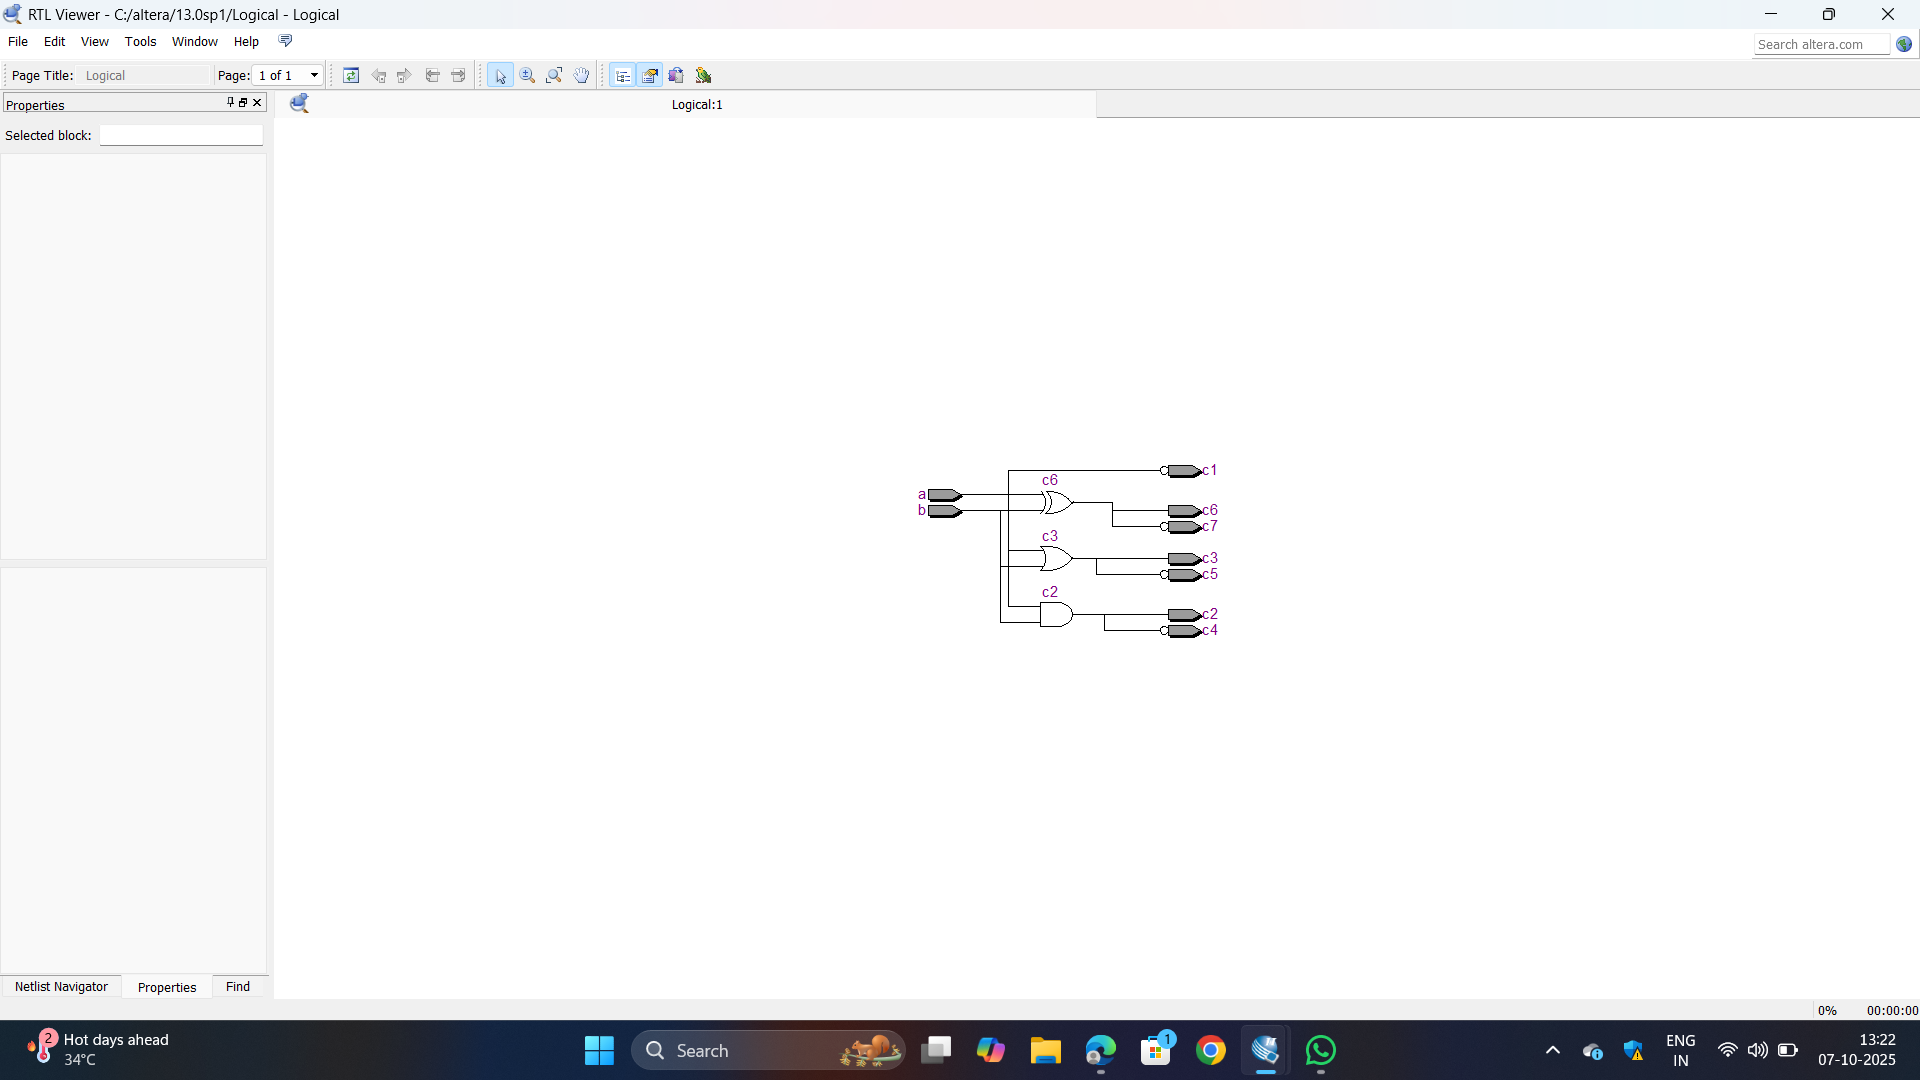 RTL Viewer - C:/altera/13.0sp1/Logical - Logical
File Edit View Tools Window Help
Search altera.com
Page Title: Logical Page: 1 of 1
Properties
Logical:1
Selected block:
c1
c6
a
b
c6
c7
c3
c3
c5
c2
c2
c4
Netlist Navigator Properties Find
0% 00:00:00
2
Hot days ahead
34°C
Search
1
ENG
IN
13:22
07-10-2025